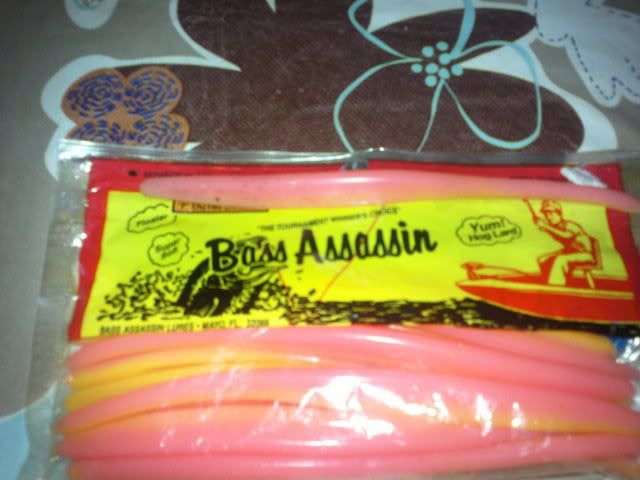 Floater
Super
Soft
"THE TOURNAMENT WINNER'S CHOICE"
Bass Assassin
Yum!
Hog Lard
BASS ASSASSIN LURES • MAYO, FL. 32066